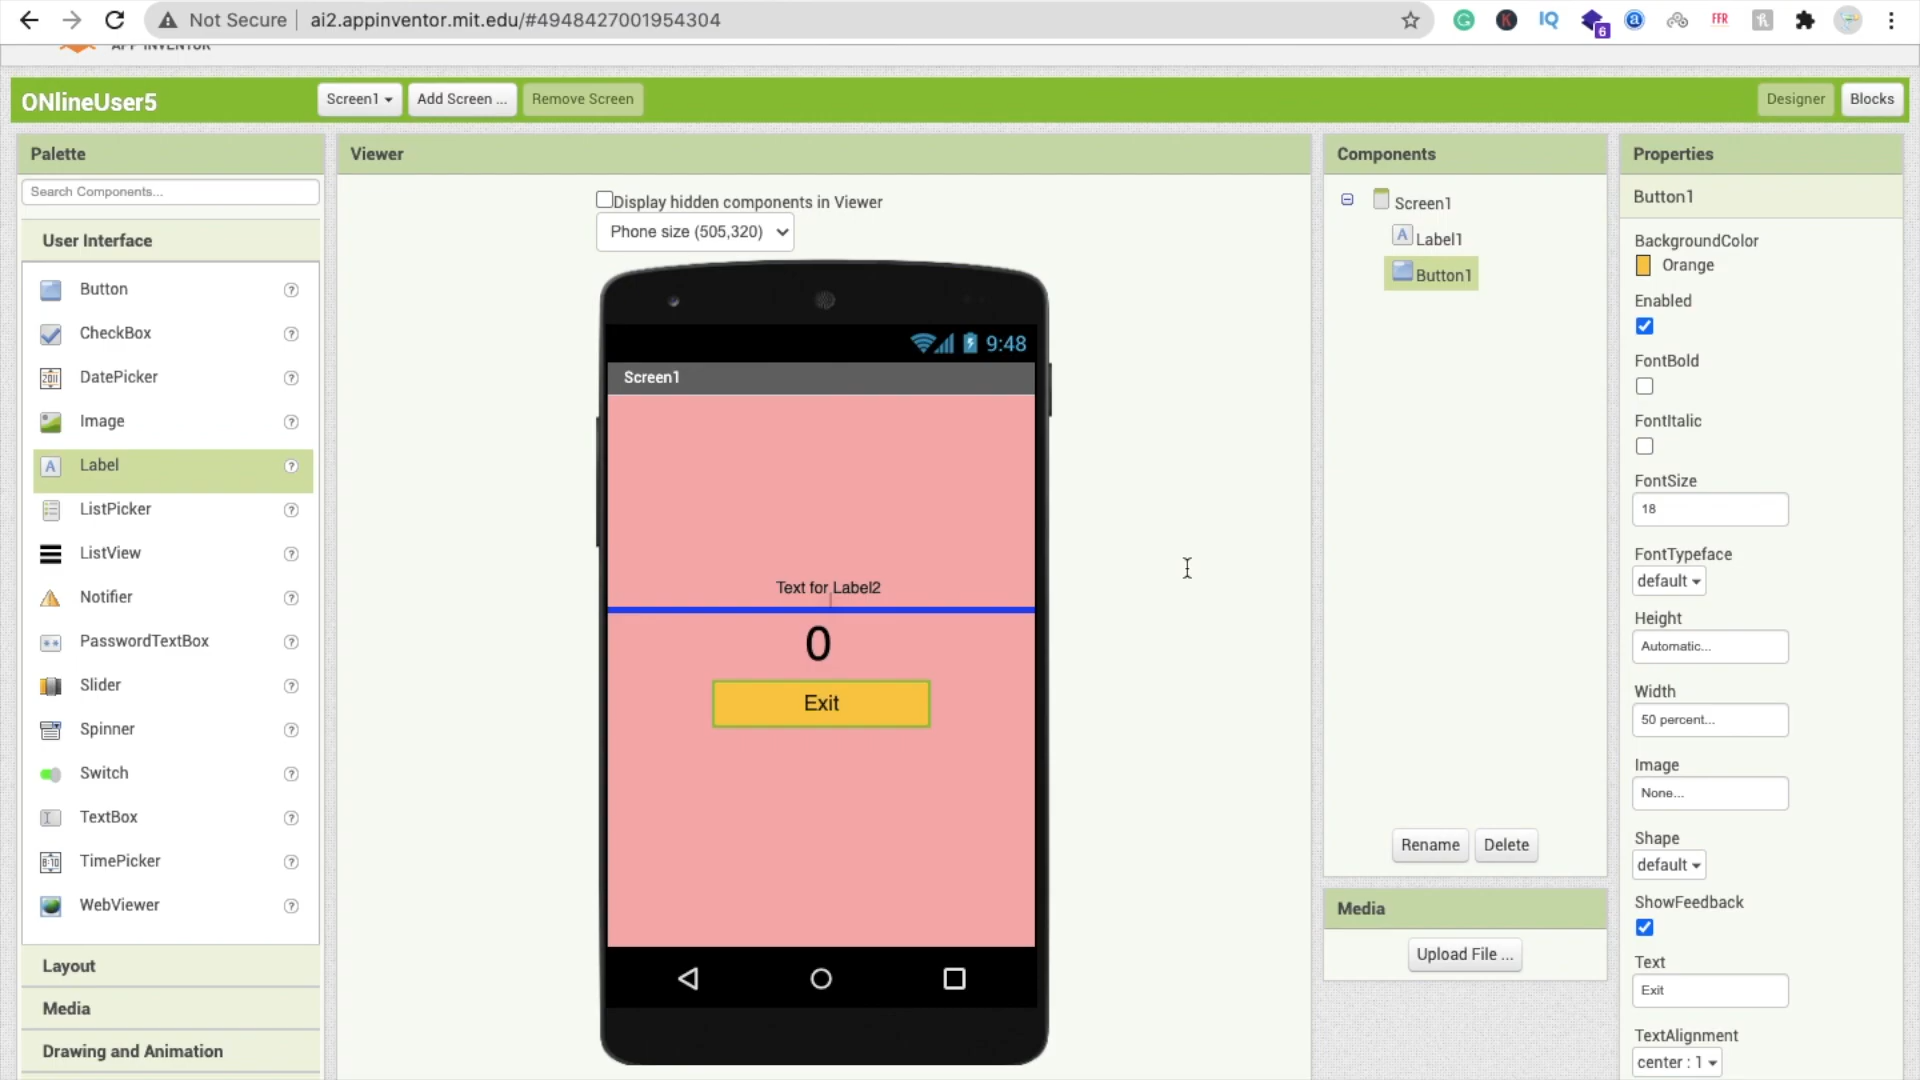 Not Secure
ai2.appinventor.mit.edu/#4948427001954304
6
FFR
APP INVENTOR
ONlineUser5
Screen1
Add Screen ...
Remove Screen
Designer
Blocks
Palette
Search Components...
User Interface
Button
CheckBox
DatePicker
Image
Label
ListPicker
ListView
Notifier
PasswordTextBox
Slider
Spinner
Switch
TextBox
TimePicker
WebViewer
Layout
Media
Drawing and Animation
Viewer
Display hidden components in Viewer
Phone size (505,320)
9:48
Screen1
Text for Label2
0
Exit
Components
Screen1
Label1
Button1
Rename
Delete
Media
Upload File ...
Properties
Button1
BackgroundColor
Orange
Enabled
FontBold
FontItalic
FontSize
18
FontTypeface
default
Height
Automatic...
Width
50 percent...
Image
None...
Shape
default
ShowFeedback
Text
Exit
TextAlignment
center : 1